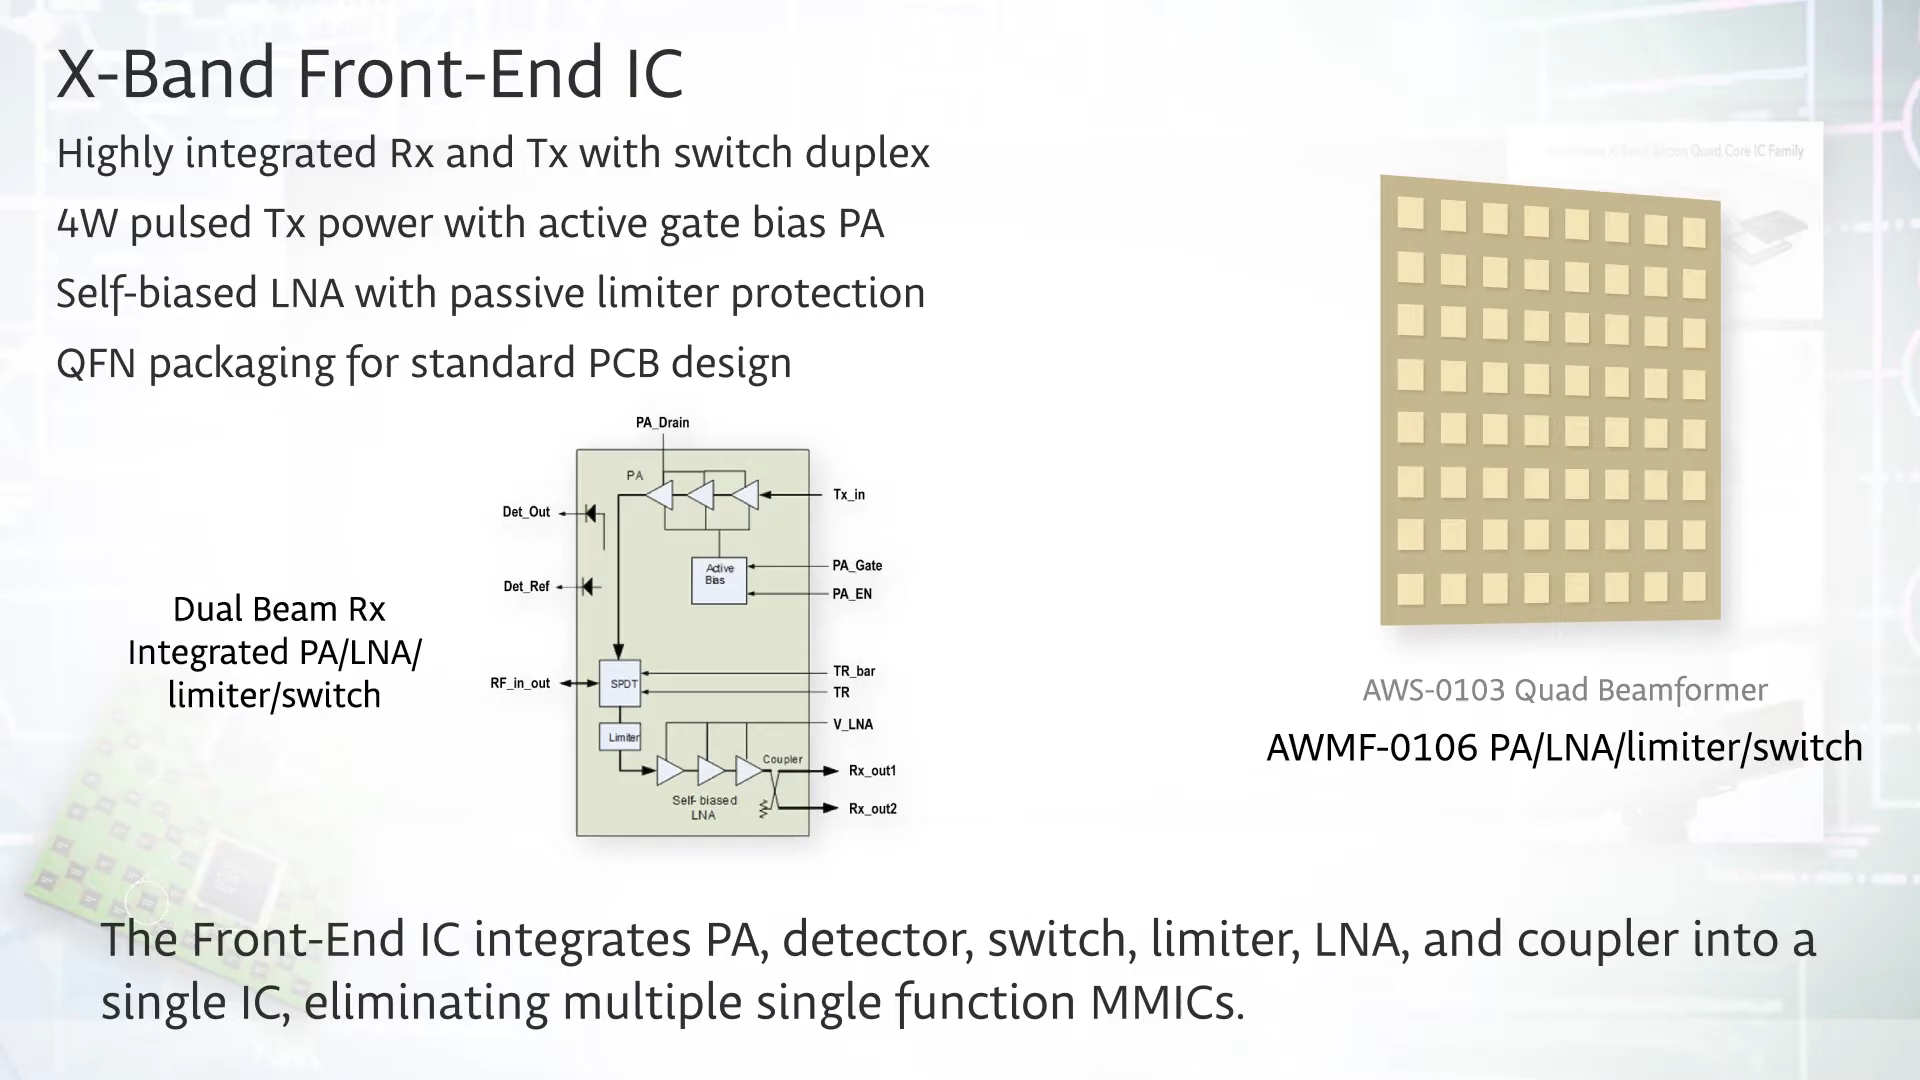 X-Band Front-End IC
Highly integrated Rx and Tx with switch duplex
4W pulsed Tx power with active gate bias PA
Self-biased LNA with passive limiter protection
QFN packaging for standard PCB design
PA_Drain
PA
Tx_in
Det_Out
Active
Bias
PA_Gate
Det_Ref
PA_EN
Dual Beam Rx
Integrated PA/LNA/
limiter/switch
RF_in_out
SPDT
TR_bar
TR
V_LNA
Limiter
Coupler
Rx_out1
Self-biased
LNA
Rx_out2
Quad Core IC Family
AWS-0103 Quad Beamformer
AWMF-0106 PA/LNA/limiter/switch
The Front-End IC integrates PA, detector, switch, limiter, LNA, and coupler into a
single IC, eliminating multiple single function MMICs.